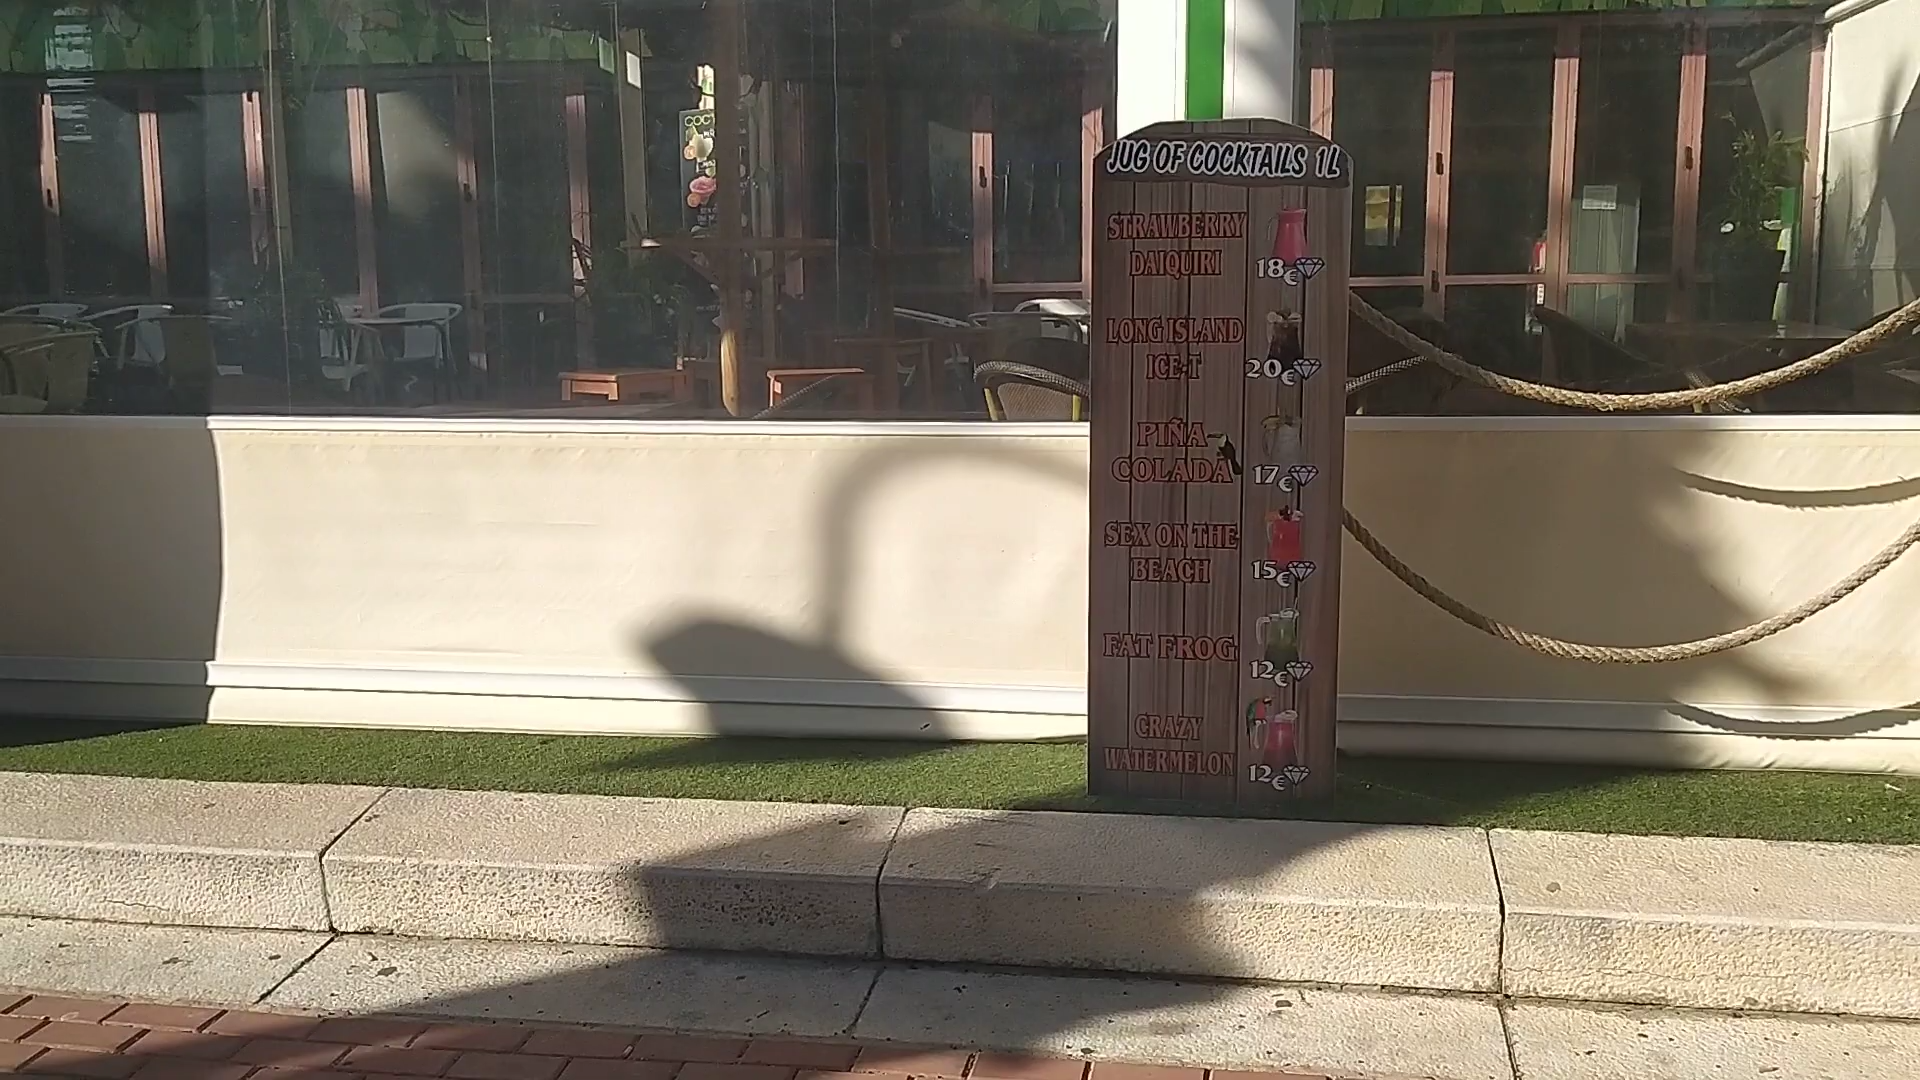 JUG OF COCKTAILS 1L
STRAWBERRY
DAIQUIRI
18€
LONG ISLAND
ICE-T
20€
PIÑA
COLADA
17€
SEX ON THE
BEACH
15€
FAT FROG
12€
CRAZY
WATERMELON
12€